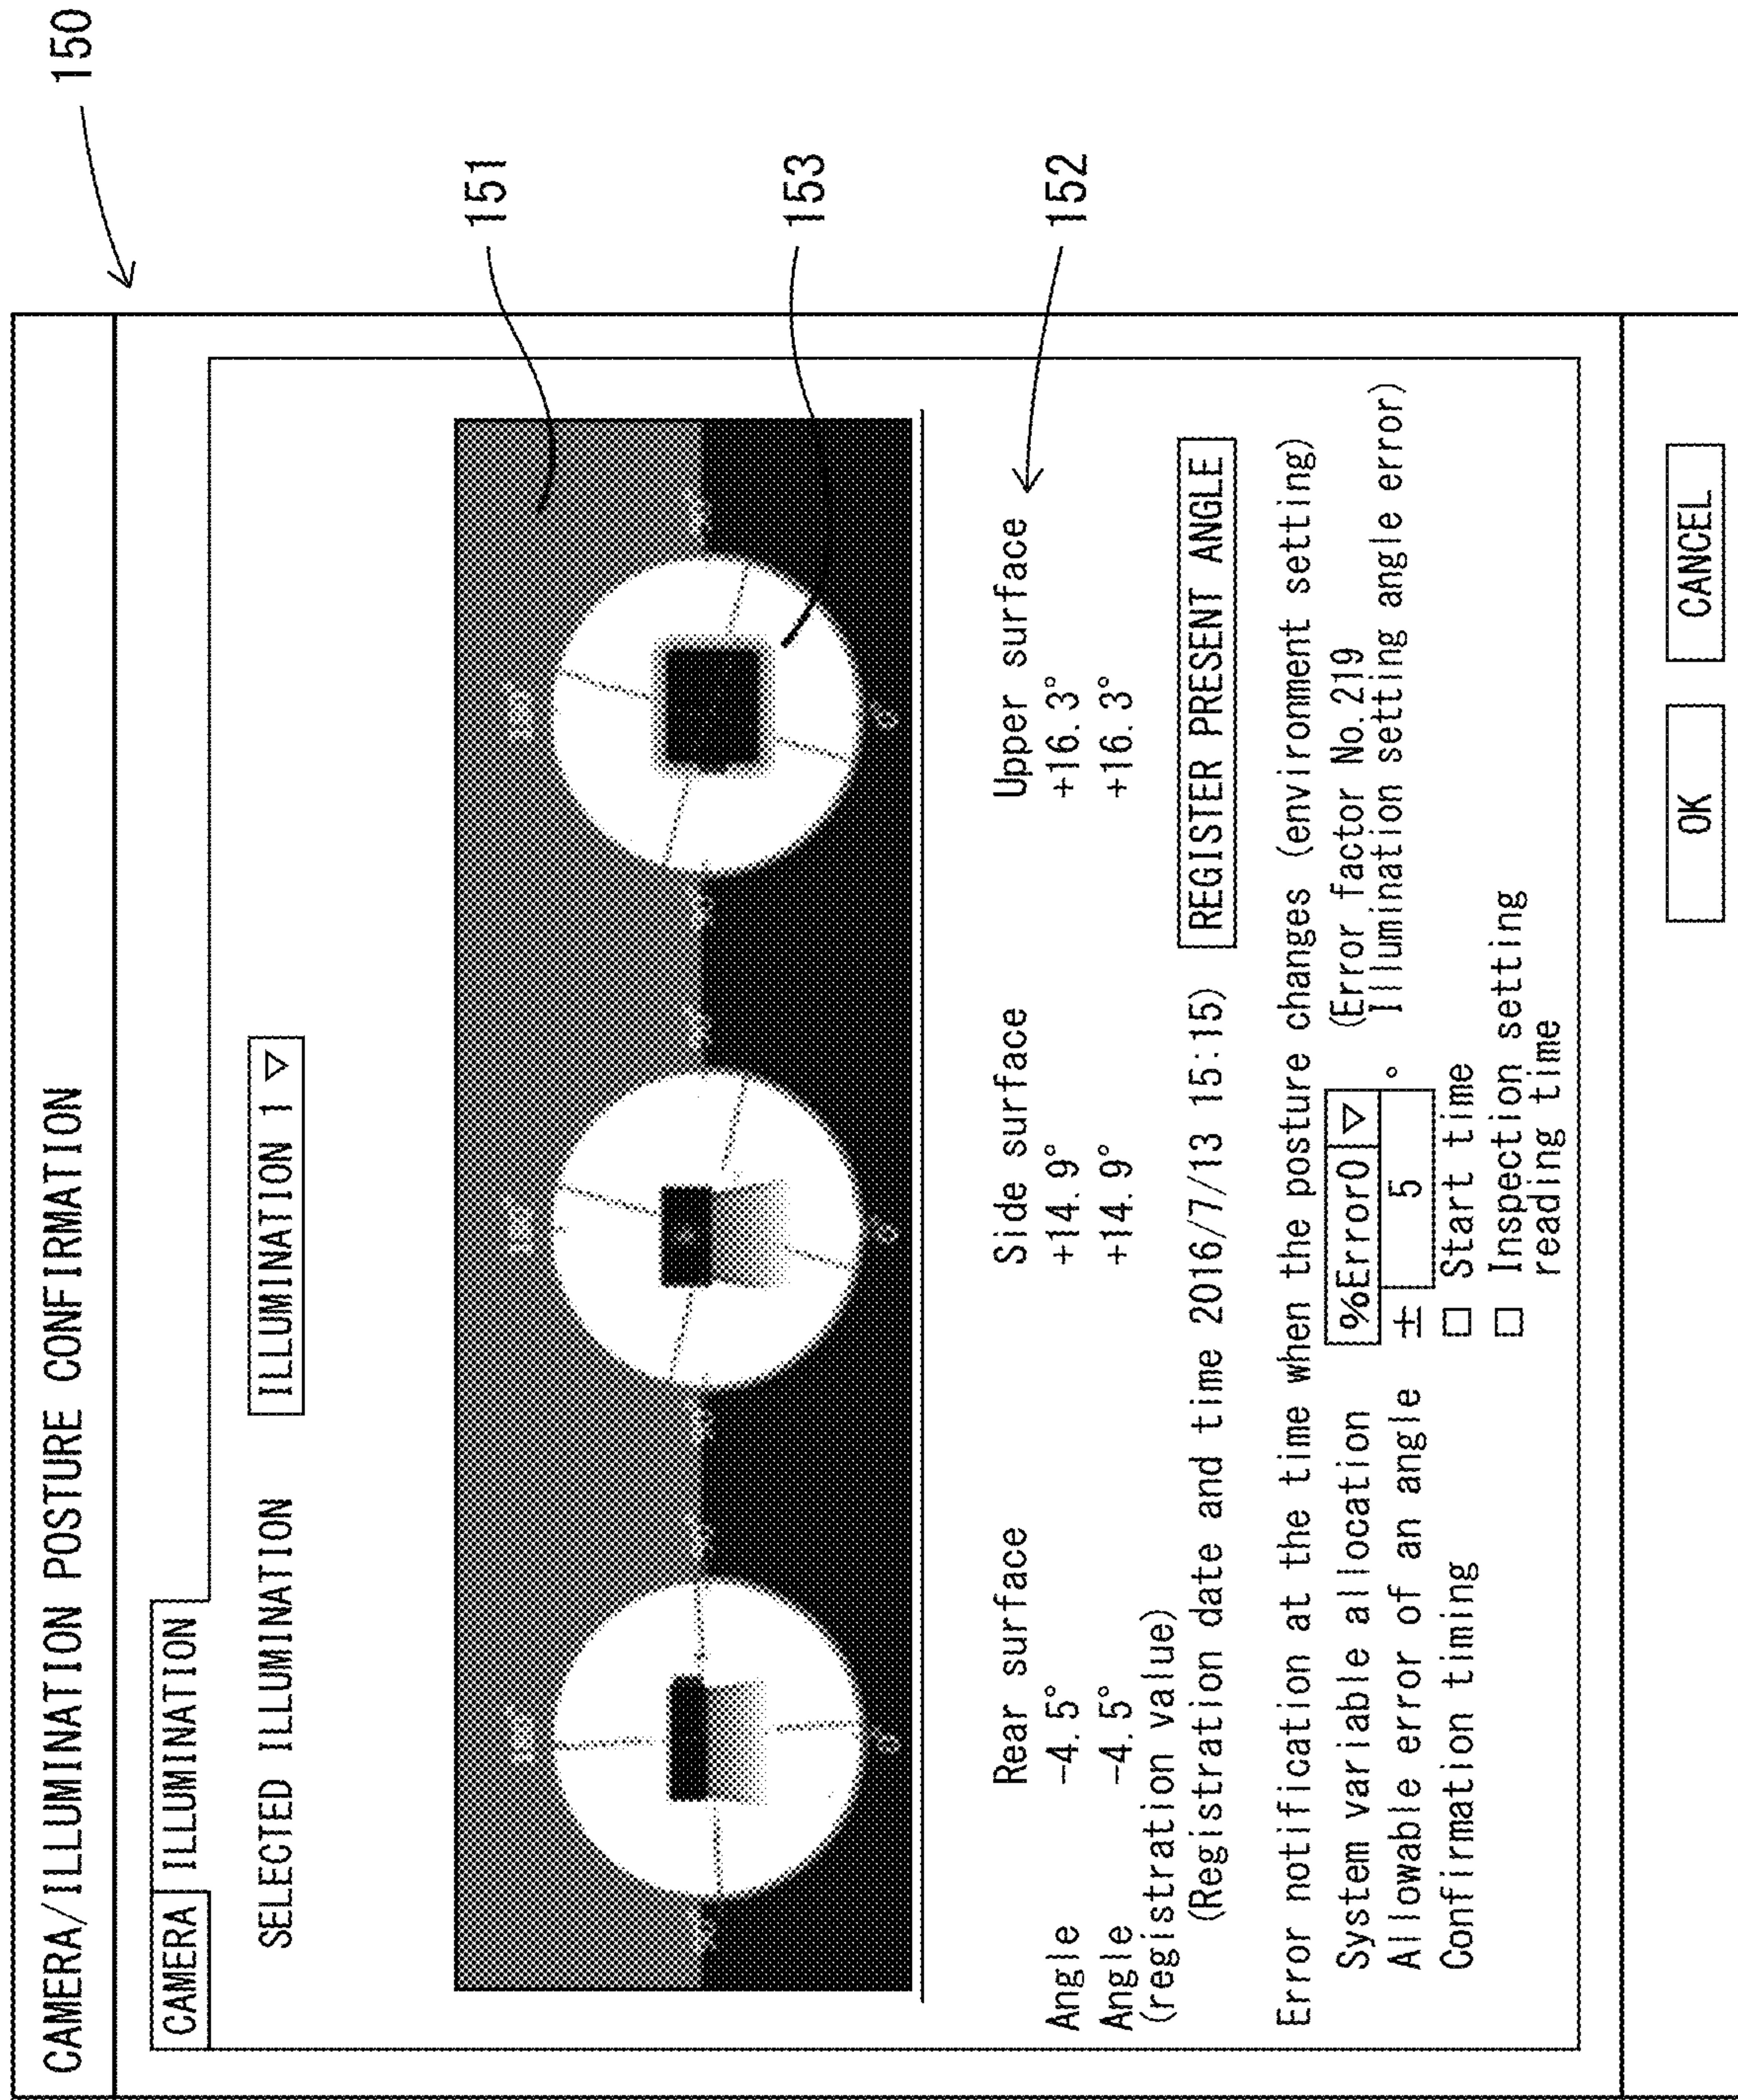 150
CAMERA/ILLUMINATION POSTURE CONFIRMATION
CAMERA ILLUMINATION
SELECTED ILLUMINATION ILLUMINATION 1 ▽
151
153
152
Rear surface Side surface Upper surface
Angle -4.5° +14.9° +16.3°
Angle -4.5° +14.9° +16.3°
(registration value)
(Registration date and time 2016/7/13 15:15) REGISTER PRESENT ANGLE
Error notification at the time when the posture changes (environment setting)
System variable allocation %Error0 ▽ (Error factor No.219
Allowable error of an angle ± 5 ° Illumination setting angle error)
Confirmation timing □ Start time
□ Inspection setting
reading time
OK CANCEL